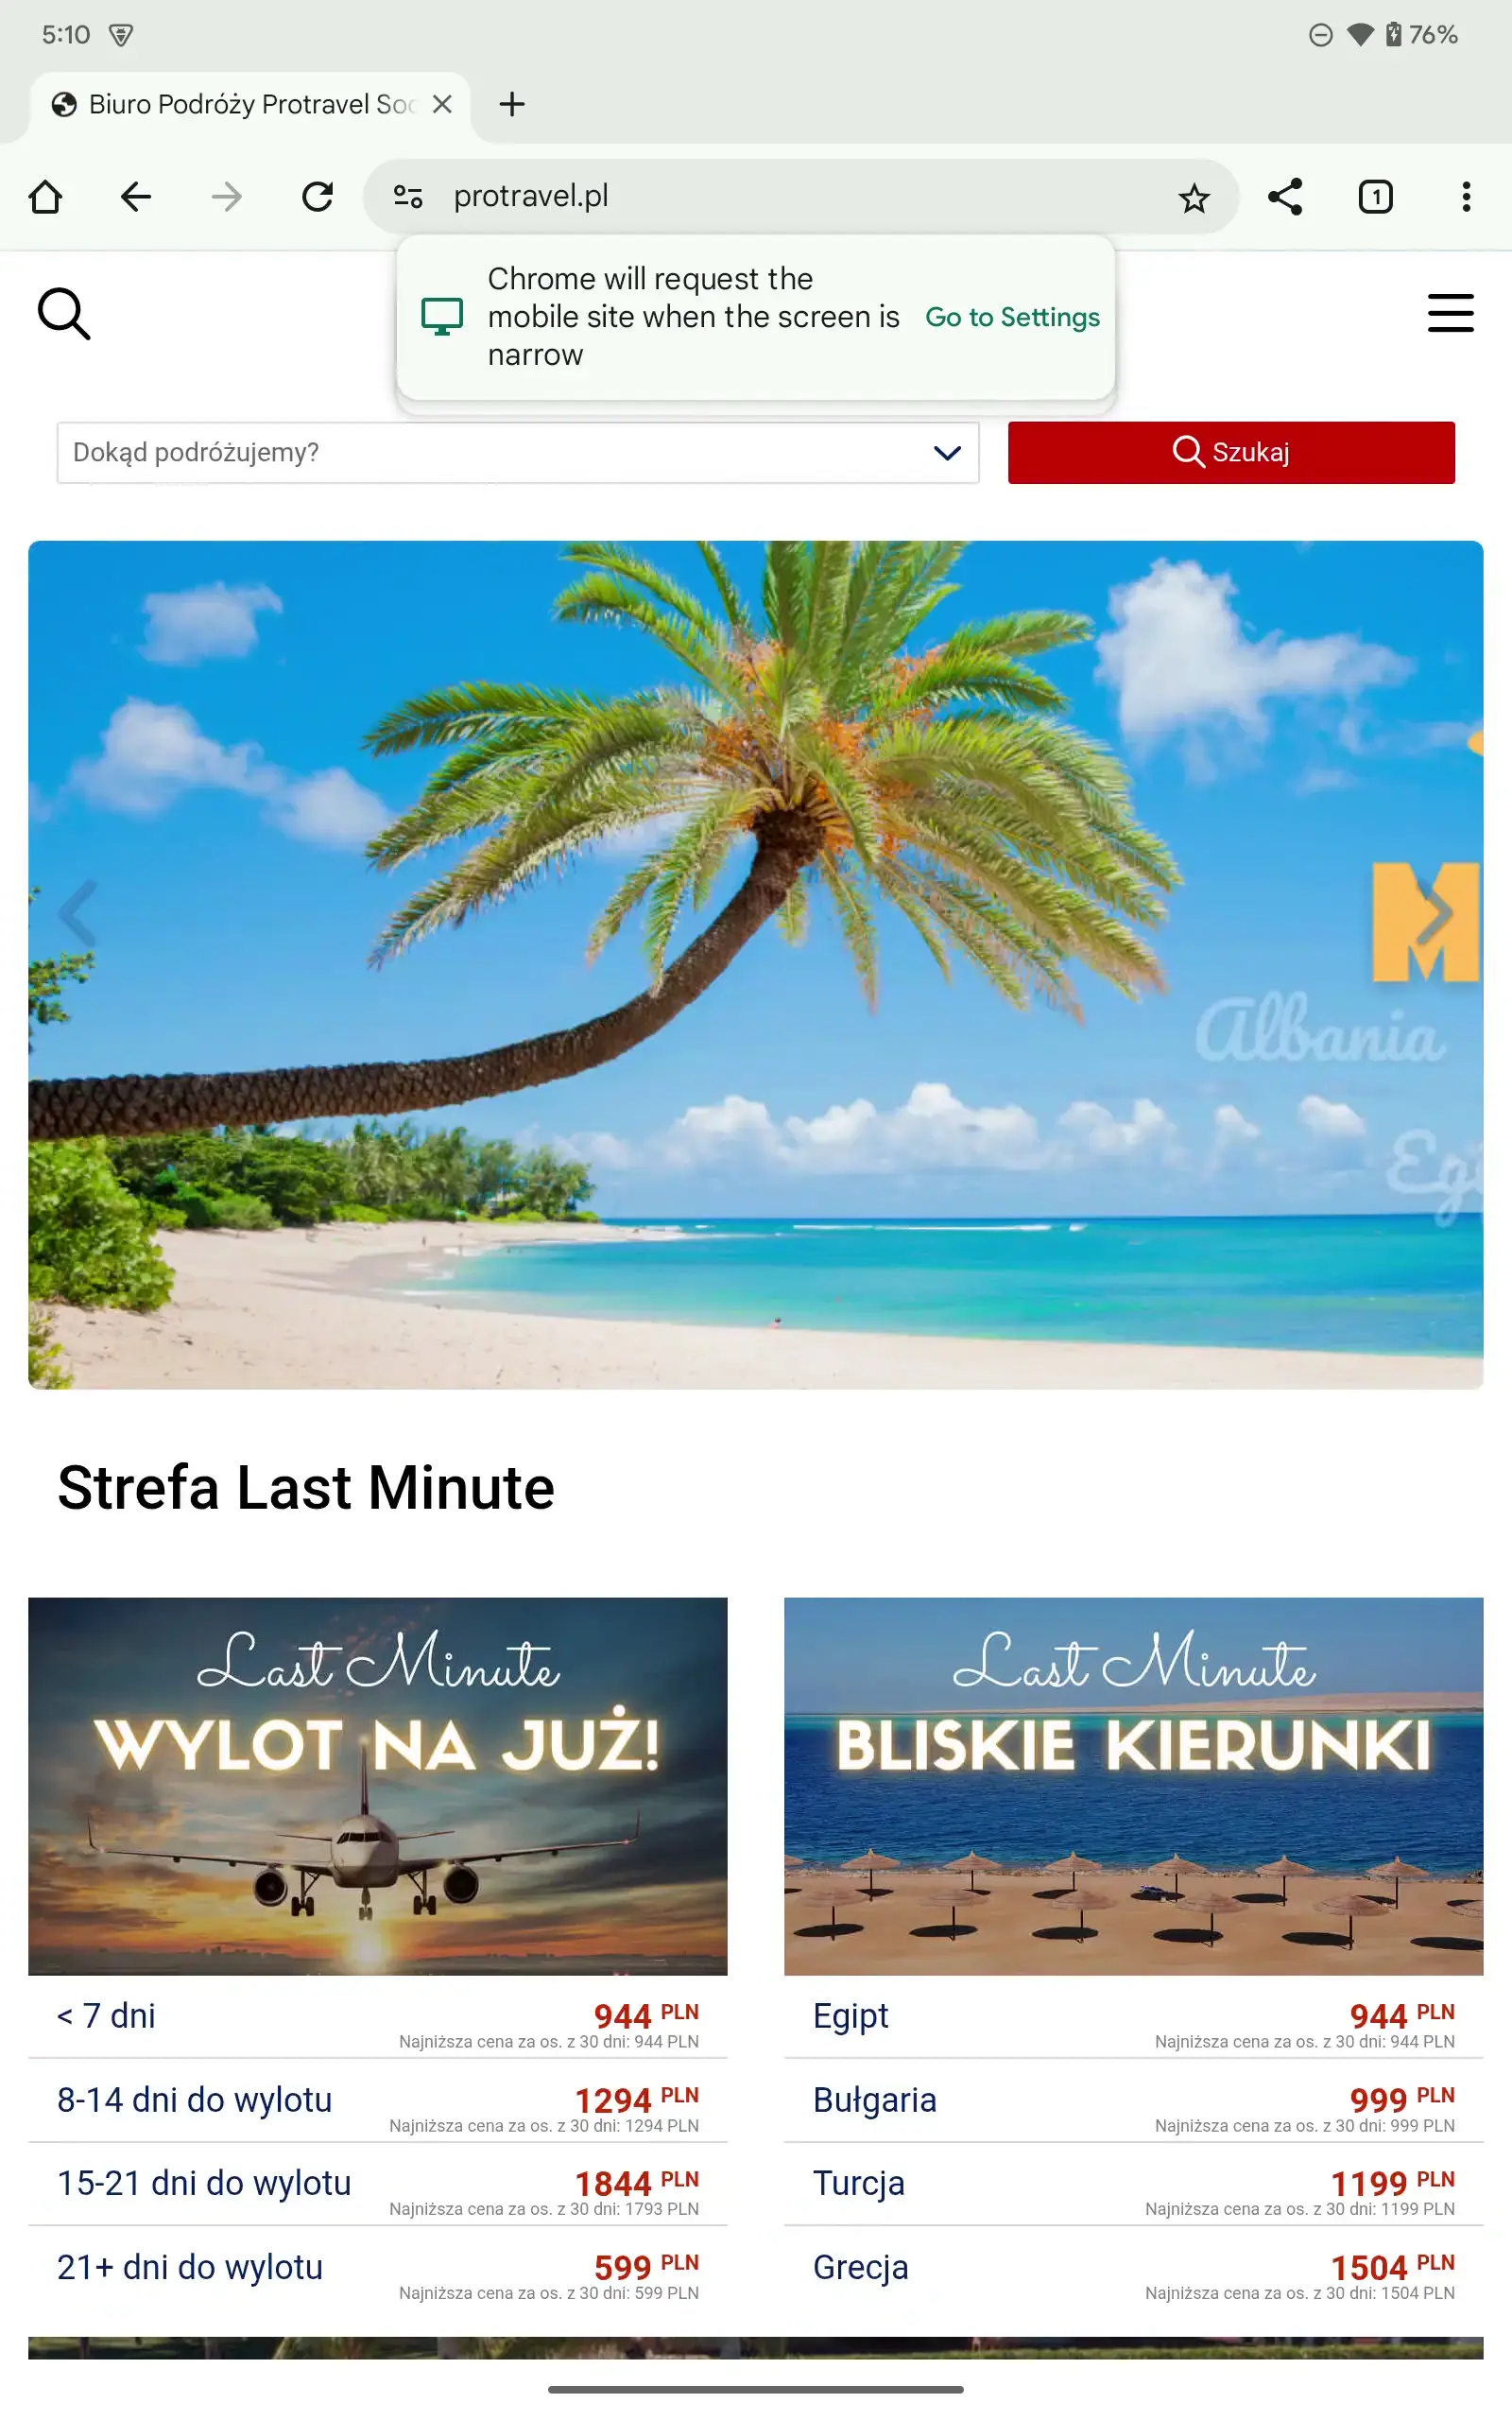 5:10
76%
Biuro Podróży Protravel Soc
protravel.pl
1
Chrome will request the
mobile site when the screen is
narrow
Go to Settings
Dokąd podróżujemy?
Szukaj
M
Albania
Eg
Strefa Last Minute
Last Minute
WYLOT NA JUŻ!
< 7 dni
944 PLN
Najniższa cena za os. z 30 dni: 944 PLN
8-14 dni do wylotu
1294 PLN
Najniższa cena za os. z 30 dni: 1294 PLN
15-21 dni do wylotu
1844 PLN
Najniższa cena za os. z 30 dni: 1793 PLN
21+ dni do wylotu
599 PLN
Najniższa cena za os. z 30 dni: 599 PLN
Last Minute
BLISKIE KIERUNKI
Egipt
944 PLN
Najniższa cena za os. z 30 dni: 944 PLN
Bułgaria
999 PLN
Najniższa cena za os. z 30 dni: 999 PLN
Turcja
1199 PLN
Najniższa cena za os. z 30 dni: 1199 PLN
Grecja
1504 PLN
Najniższa cena za os. z 30 dni: 1504 PLN